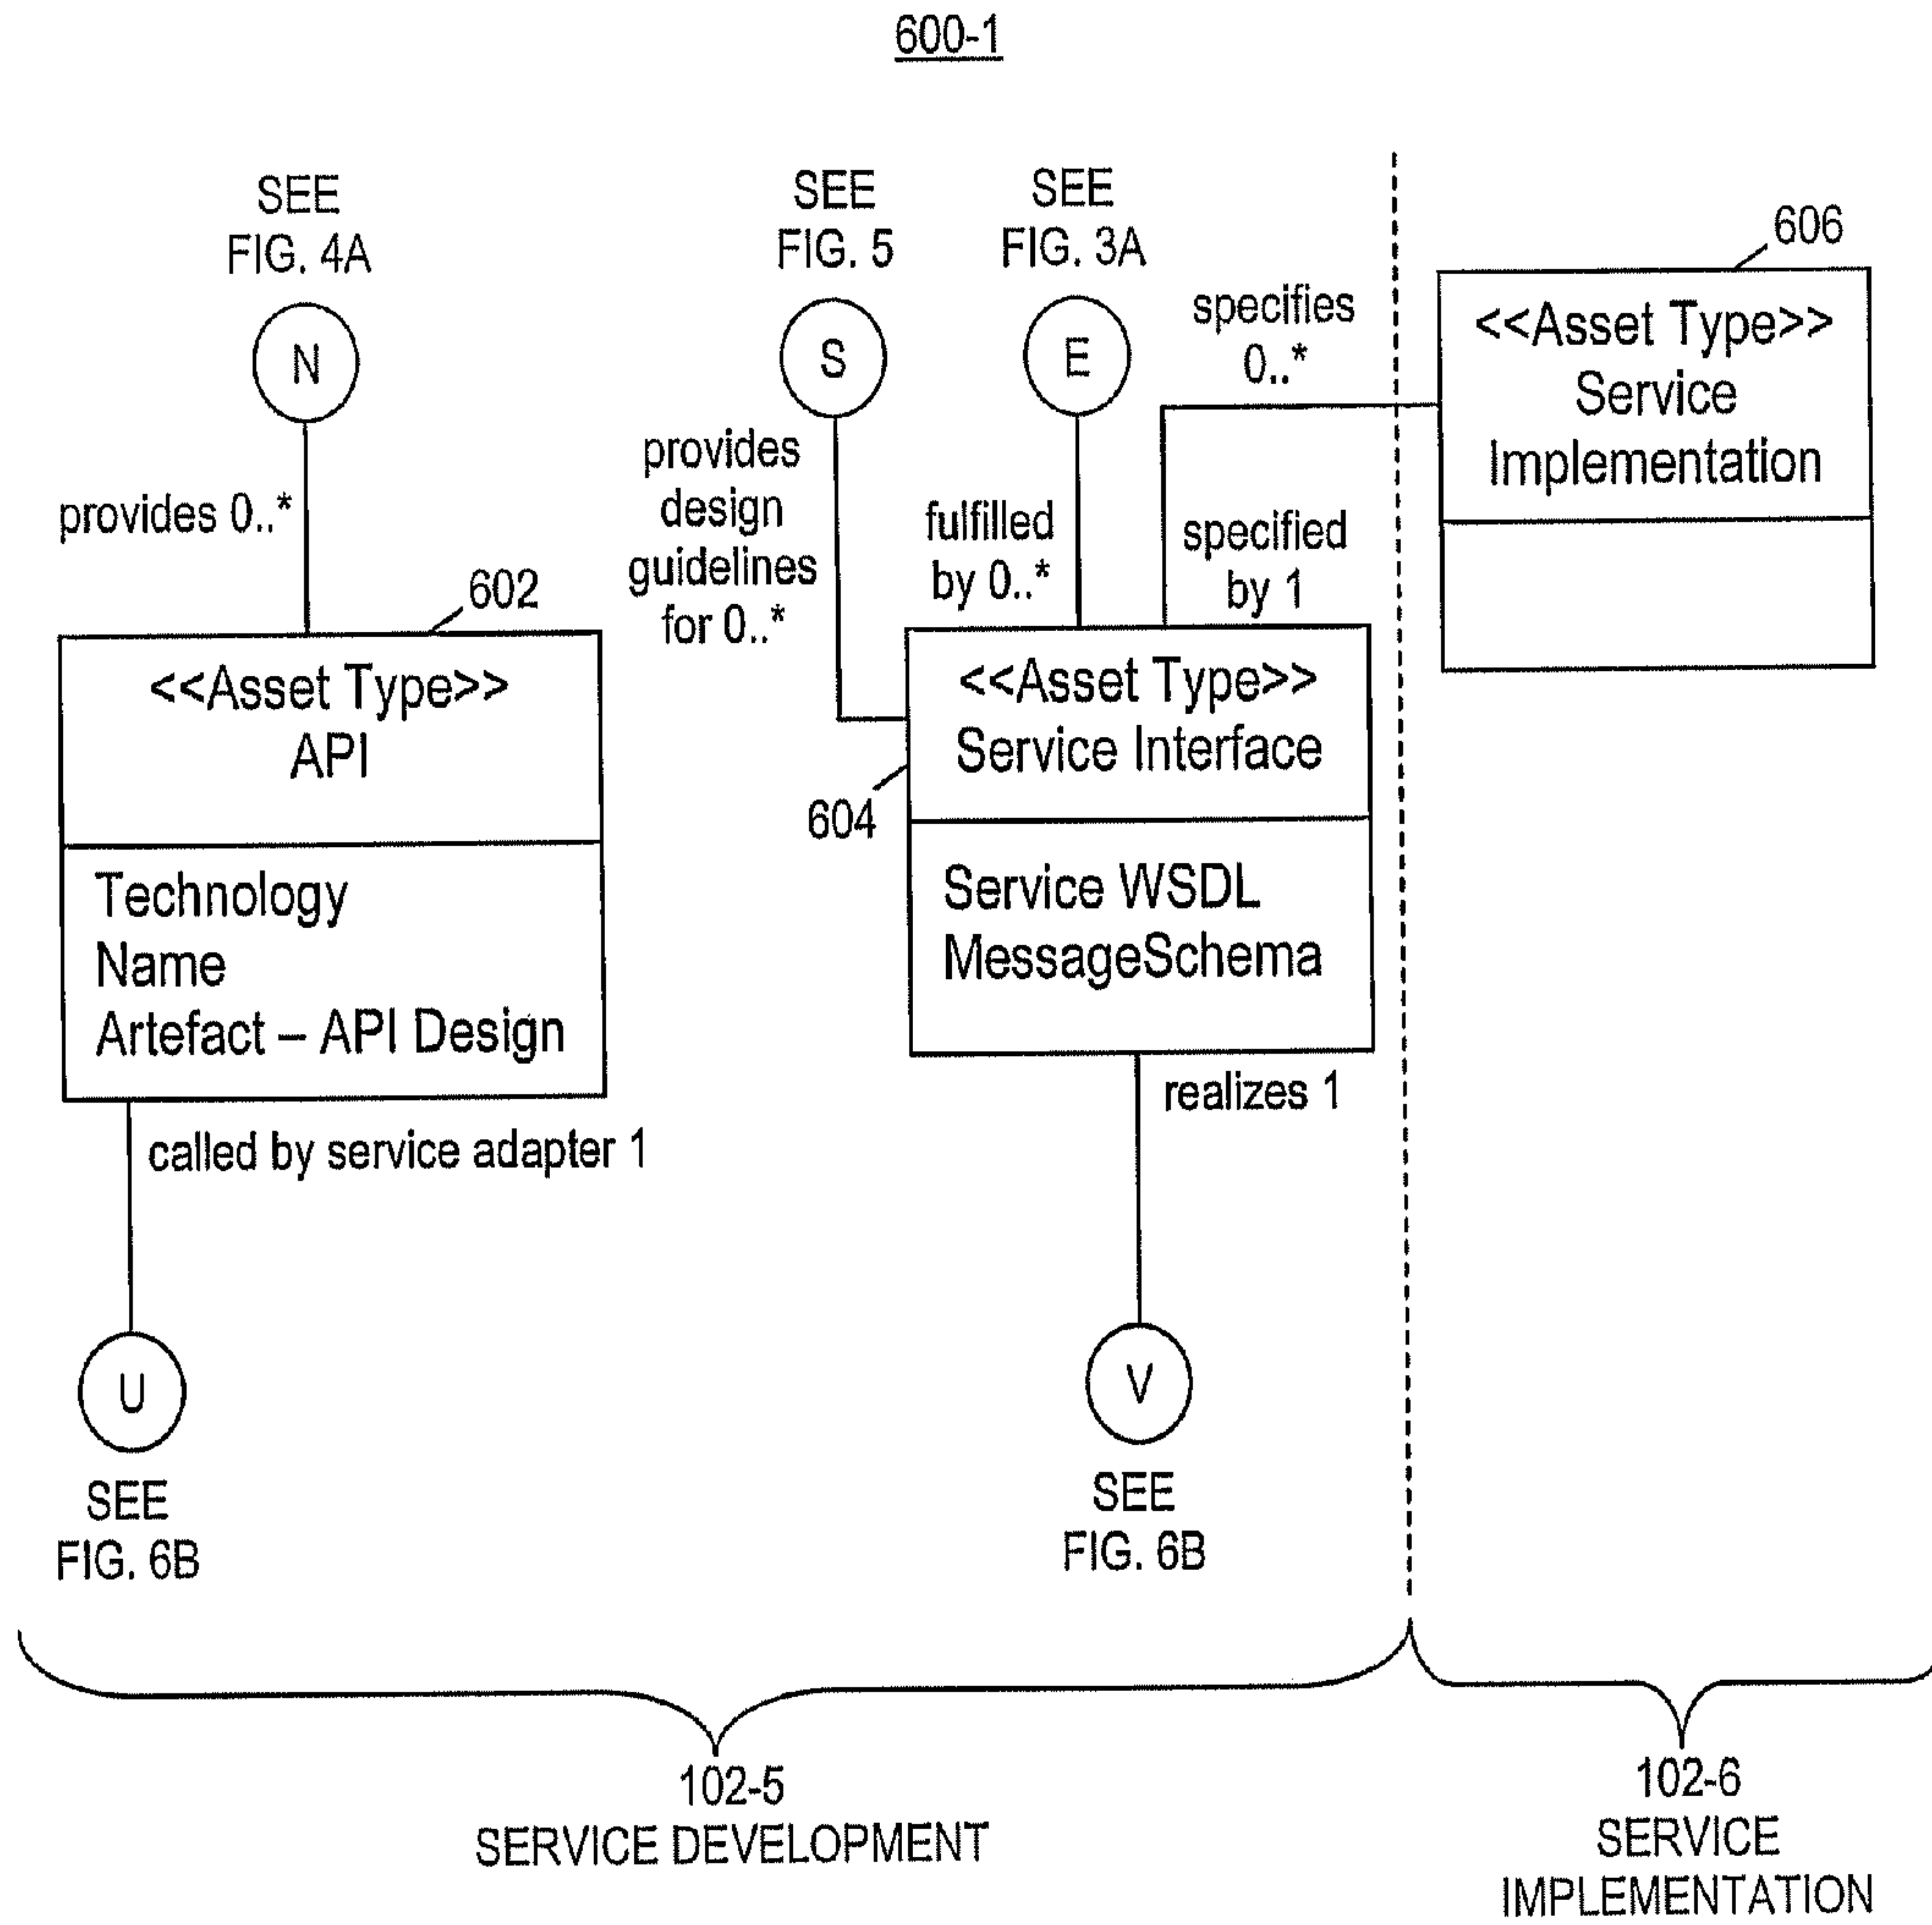 600-1
SEE
FIG. 4A
N
provides 0..*
SEE
FIG. 5
S
provides
design
guidelines
for 0..*
SEE
FIG. 3A
E
fulfilled
by 0..*
specifies
0..*
specified
by 1
606
<<Asset Type>>
Service
Implementation
602
<<Asset Type>>
API
Technology
Name
Artefact – API Design
called by service adapter 1
U
SEE
FIG. 6B
604
<<Asset Type>>
Service Interface
Service WSDL
MessageSchema
realizes 1
V
SEE
FIG. 6B
102-5
SERVICE DEVELOPMENT
102-6
SERVICE
IMPLEMENTATION